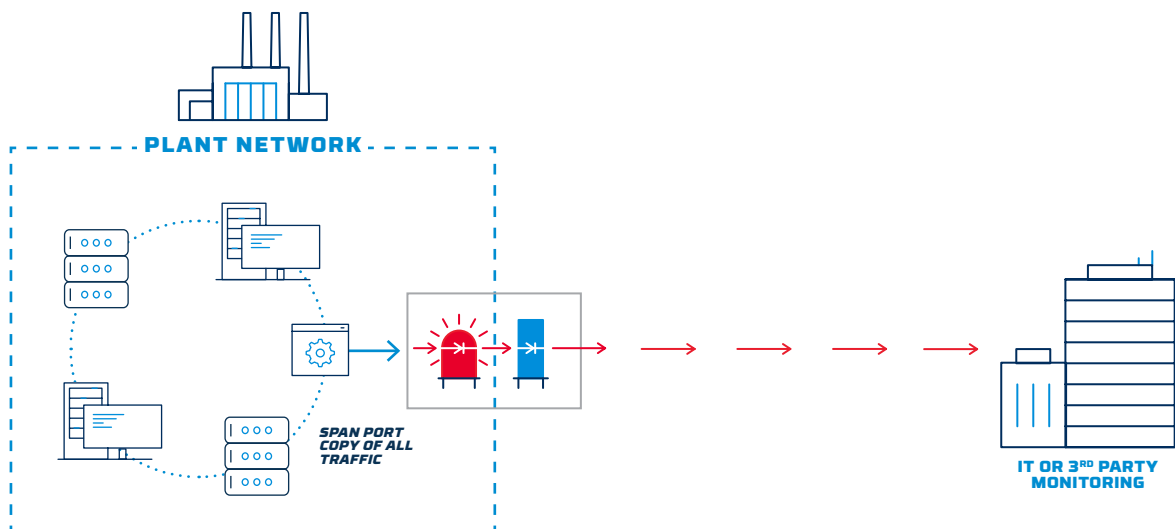 PLANT NETWORK
SPAN PORT
COPY OF ALL
TRAFFIC
IT OR 3RD PARTY
MONITORING